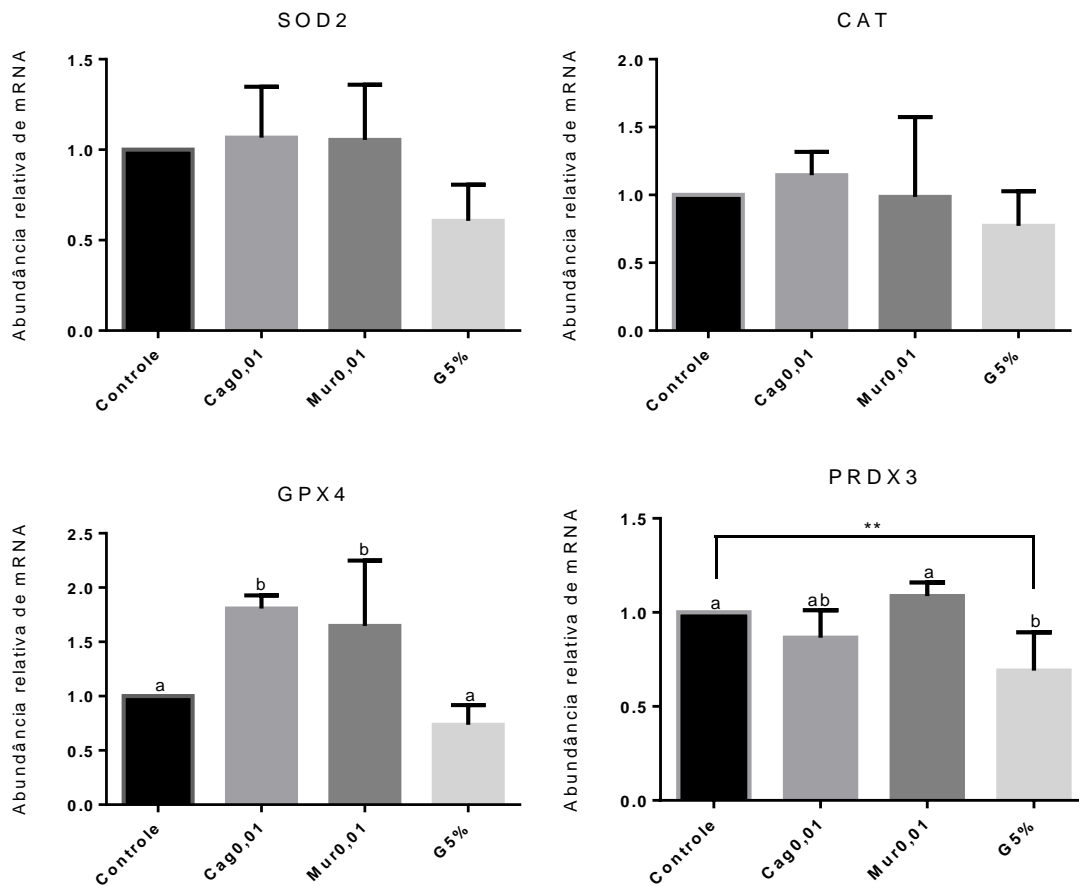 SOD2
Abundância relativa de mRNA
1.5
1.0
0.5
0.0
Controle
Cag0,01
Mur0,01
G5%
CAT
Abundância relativa de mRNA
2.0
1.5
1.0
0.5
0.0
Controle
Cag0,01
Mur0,01
G5%
GPX4
Abundância relativa de mRNA
2.5
2.0
1.5
1.0
0.5
0.0
a
b
b
a
Controle
Cag0,01
Mur0,01
G5%
PRDX3
Abundância relativa de mRNA
1.5
1.0
0.5
0.0
**
a
ab
a
b
Controle
Cag0,01
Mur0,01
G5%